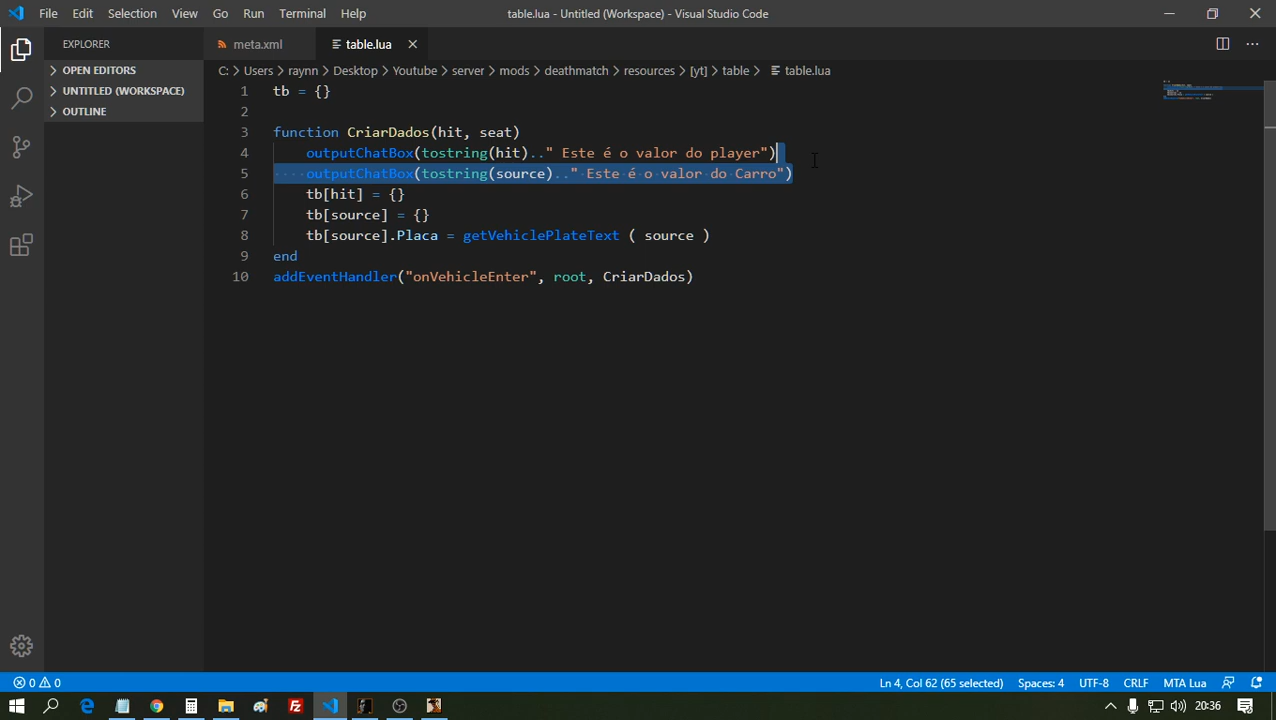 File Edit Selection View Go Run Terminal Help table.lua - Untitled (Workspace) - Visual Studio Code
EXPLORER meta.xml table.lua
OPEN EDITORS C: > Users > raynn > Desktop > Youtube > server > mods > deathmatch > resources > [yt] > table > table.lua
UNTITLED (WORKSPACE)
OUTLINE
1 tb = {}
2
3 function CriarDados(hit, seat)
4 outputChatBox(tostring(hit).." Este é o valor do player")
5 ····outputChatBox(tostring(source).."·Este·é·o·valor·do·Carro")
6 tb[hit] = {}
7 tb[source] = {}
8 tb[source].Placa = getVehiclePlateText ( source )
9 end
10 addEventHandler("onVehicleEnter", root, CriarDados)
0 0 Ln 4, Col 62 (65 selected) Spaces: 4 UTF-8 CRLF MTA Lua
20:36